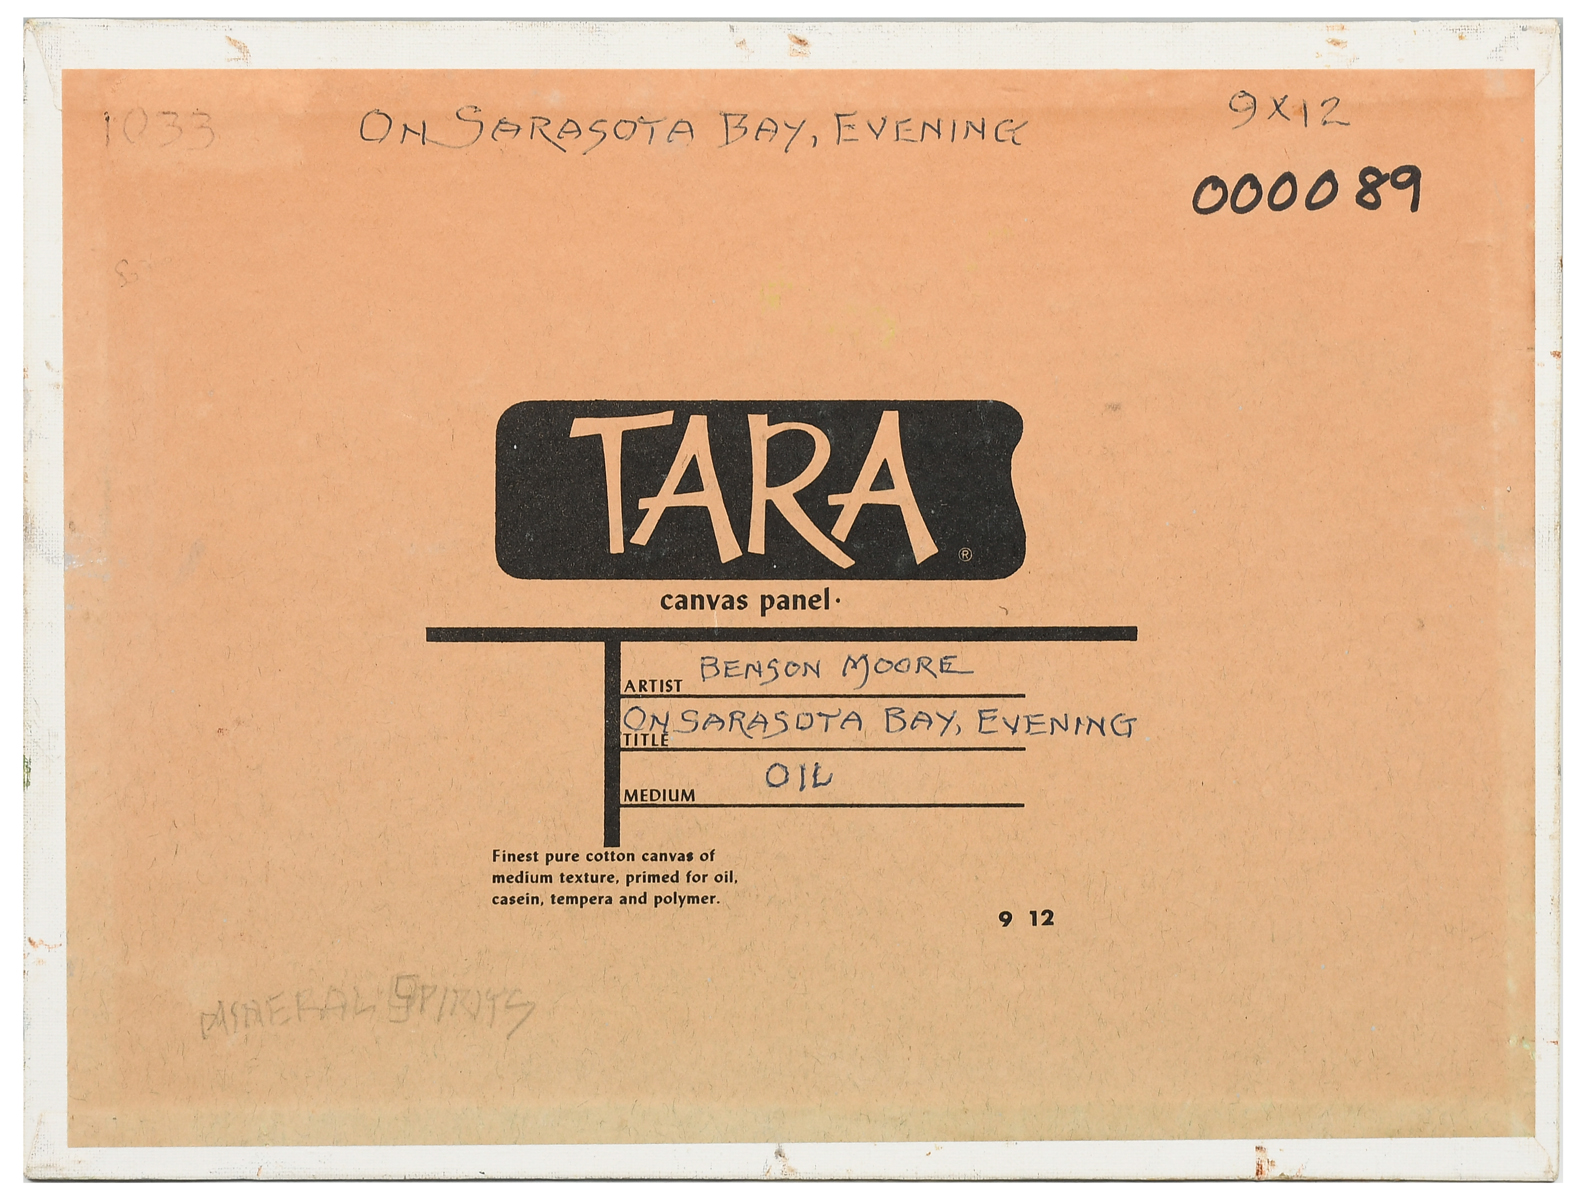 1033
ON SARASOTA BAY, EVENING
9X12
000089
TARA
®
canvas panel.
ARTIST BENSON MOORE
TITLE ON SARASOTA BAY, EVENING
MEDIUM OIL
Finest pure cotton canvas of
medium texture, primed for oil,
casein, tempera and polymer.
9 12
MINERAL SPIRITS